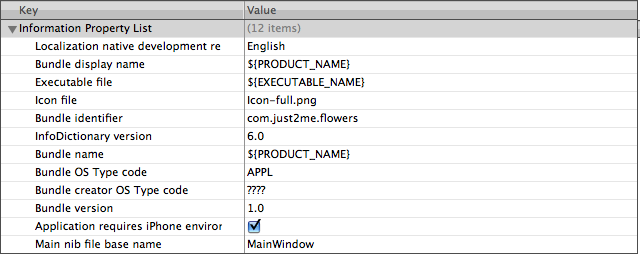 Key Value
Information Property List (12 items)
Localization native development re English
Bundle display name ${PRODUCT_NAME}
Executable file ${EXECUTABLE_NAME}
Icon file Icon-full.png
Bundle identifier com.just2me.flowers
InfoDictionary version 6.0
Bundle name ${PRODUCT_NAME}
Bundle OS Type code APPL
Bundle creator OS Type code ????
Bundle version 1.0
Application requires iPhone environ
Main nib file base name MainWindow